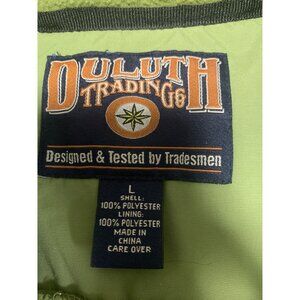 DULUTH
TRADING Co
Designed & Tested by Tradesmen
L
SHELL:
100% POLYESTER
LINING:
100% POLYESTER
MADE IN
CHINA
CARE OVER